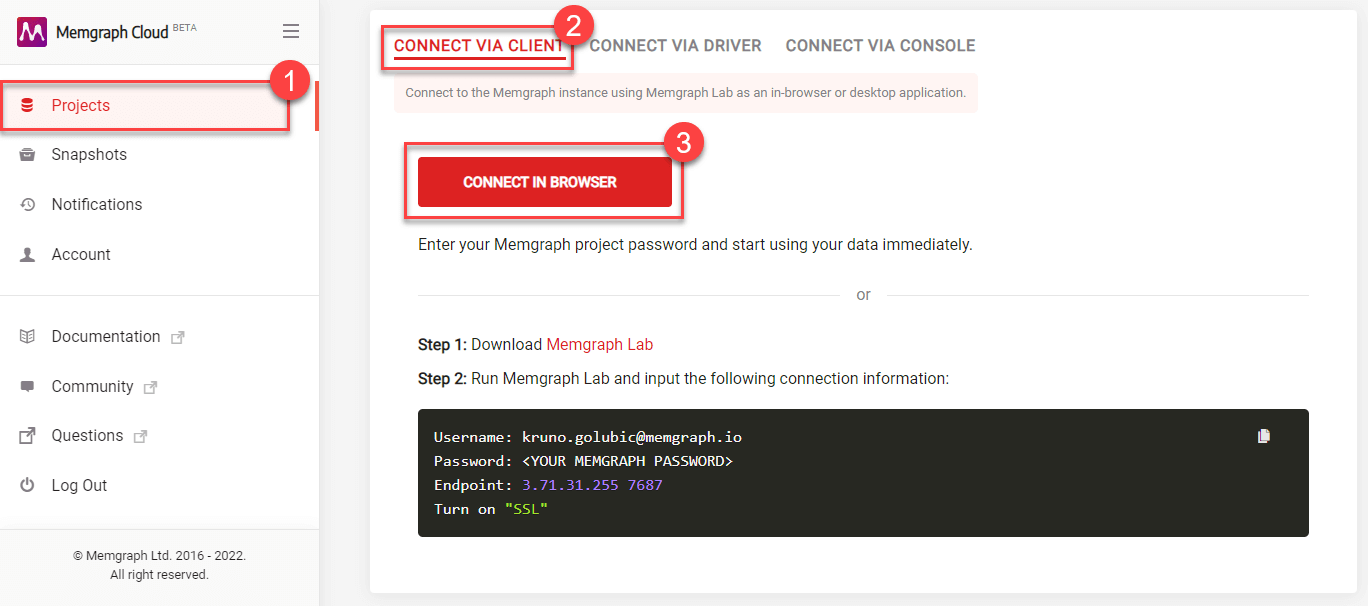 Memgraph Cloud BETA
1
Projects
Snapshots
Notifications
Account
Documentation
Community
Questions
Log Out
© Memgraph Ltd. 2016 - 2022.
All right reserved.
2
CONNECT VIA CLIENT CONNECT VIA DRIVER CONNECT VIA CONSOLE
Connect to the Memgraph instance using Memgraph Lab as an in-browser or desktop application.
3
CONNECT IN BROWSER
Enter your Memgraph project password and start using your data immediately.
or
Step 1: Download Memgraph Lab
Step 2: Run Memgraph Lab and input the following connection information:
Username: kruno.golubic@memgraph.io
Password: <YOUR MEMGRAPH PASSWORD>
Endpoint: 3.71.31.255 7687
Turn on "SSL"